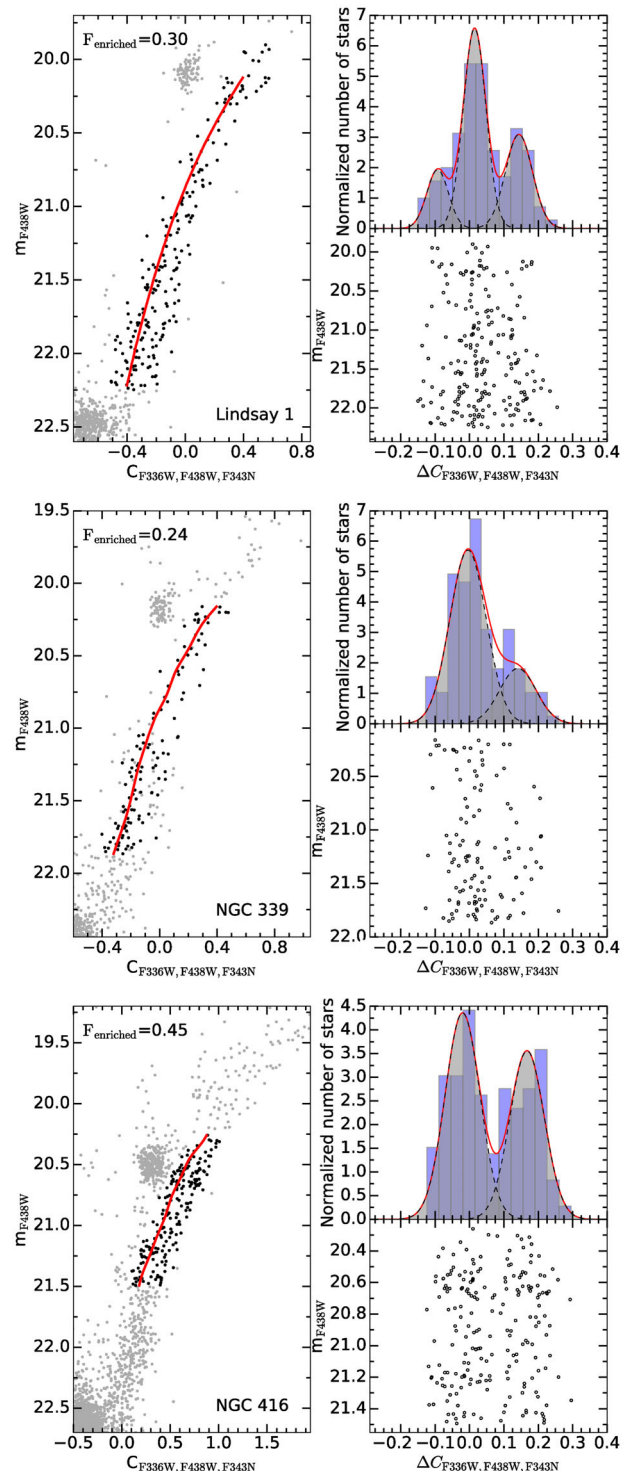 F_enriched=0.30
Lindsay 1
20.0
20.5
21.0
21.5
22.0
22.5
m_F438W
−0.8 −0.4 0.0 0.4 0.8
C_F336W, F438W, F343N
7
6
5
4
3
2
1
0
Normalized number of stars
20.0
20.5
21.0
21.5
22.0
m_F438W
−0.2−0.1 0.0 0.1 0.2 0.3 0.4
ΔC_F336W, F438W, F343N
F_enriched=0.24
NGC 339
19.5
20.0
20.5
21.0
21.5
22.0
m_F438W
−0.4 0.0 0.4 0.8
C_F336W, F438W, F343N
7
6
5
4
3
2
1
0
Normalized number of stars
20.5
21.0
21.5
22.0
m_F438W
−0.2−0.1 0.0 0.1 0.2 0.3 0.4
ΔC_F336W, F438W, F343N
F_enriched=0.45
NGC 416
19.5
20.0
20.5
21.0
21.5
22.0
22.5
m_F438W
−0.5 0.0 0.5 1.0 1.5
C_F336W, F438W, F343N
4.5
4.0
3.5
3.0
2.5
2.0
1.5
1.0
0.5
0.0
Normalized number of stars
20.4
20.6
20.8
21.0
21.2
21.4
m_F438W
−0.2−0.1 0.0 0.1 0.2 0.3 0.4
ΔC_F336W, F438W, F343N